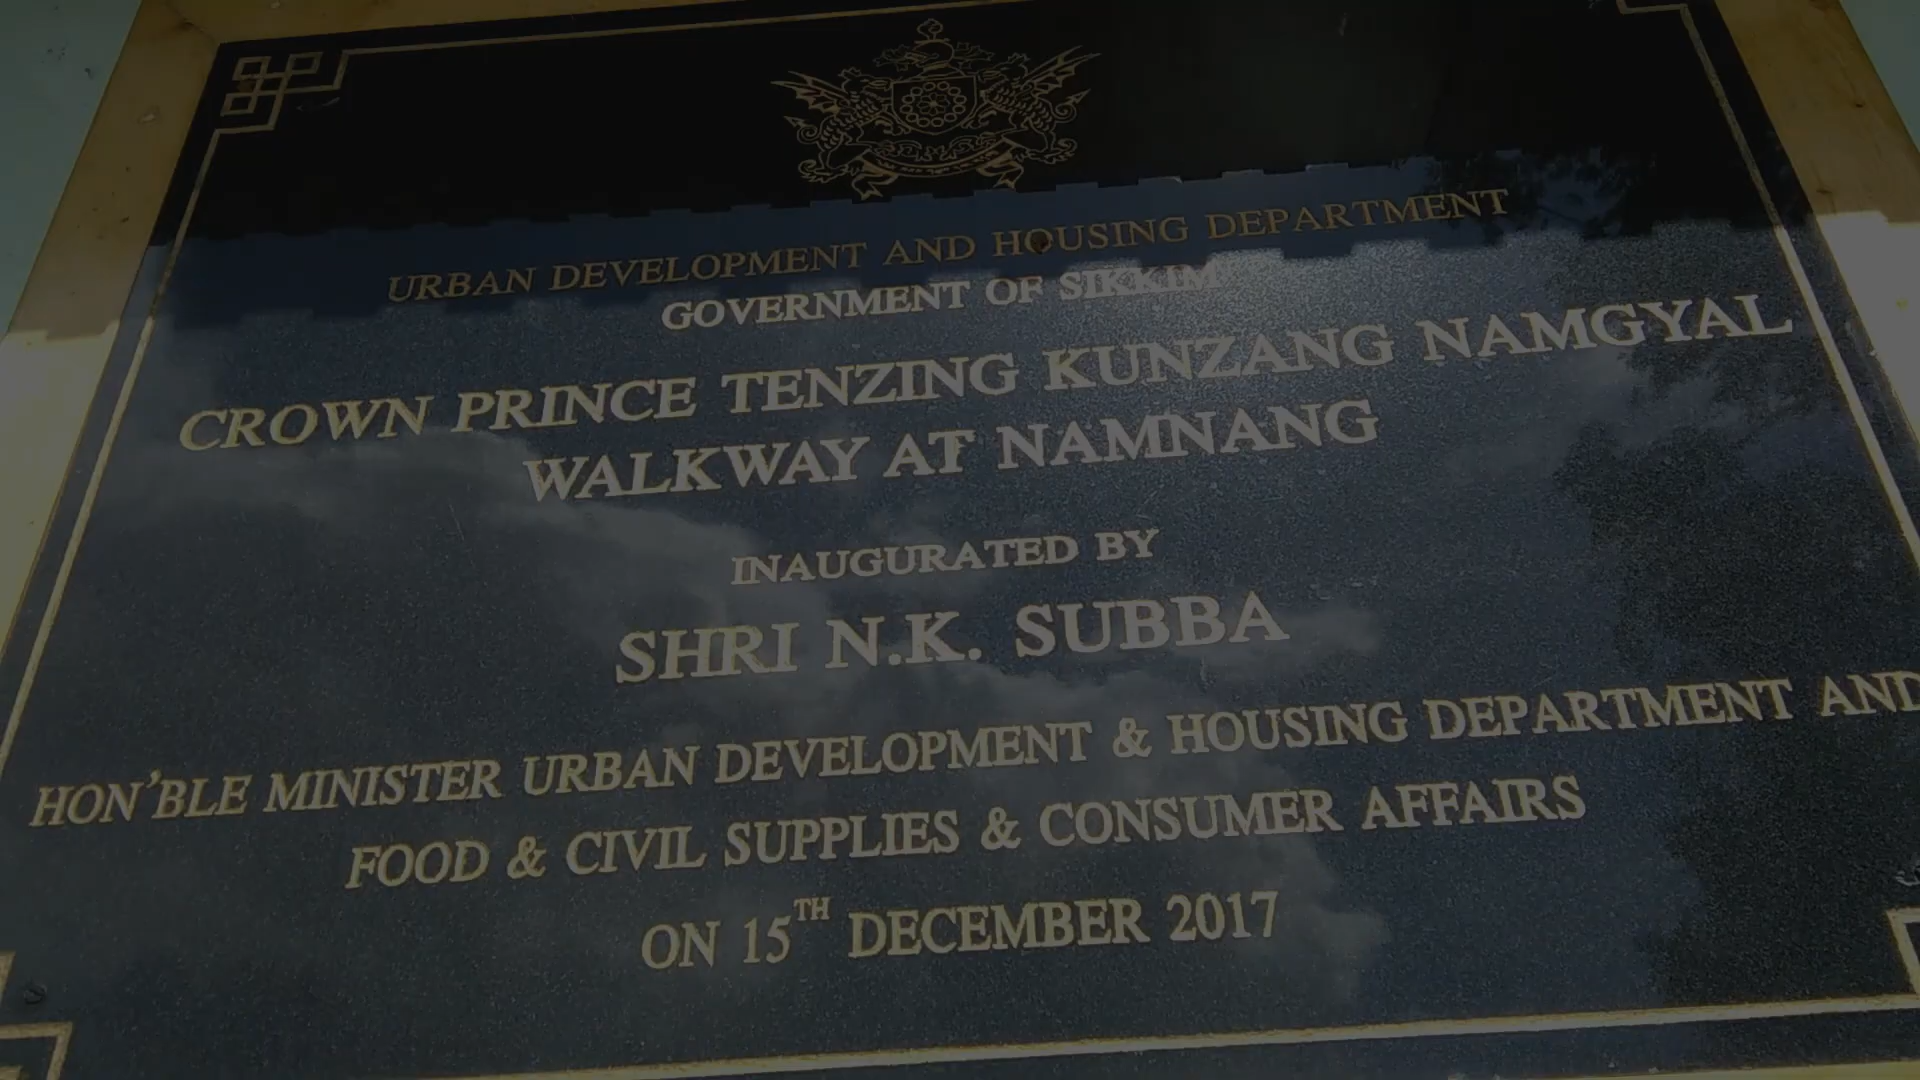 URBAN DEVELOPMENT AND HOUSING DEPARTMENT
GOVERNMENT OF SIKKIM
CROWN PRINCE TENZING KUNZANG NAMGYAL
WALKWAY AT NAMNANG
INAUGURATED BY
SHRI N.K. SUBBA
HON'BLE MINISTER URBAN DEVELOPMENT & HOUSING DEPARTMENT AND
FOOD & CIVIL SUPPLIES & CONSUMER AFFAIRS
ON 15TH DECEMBER 2017